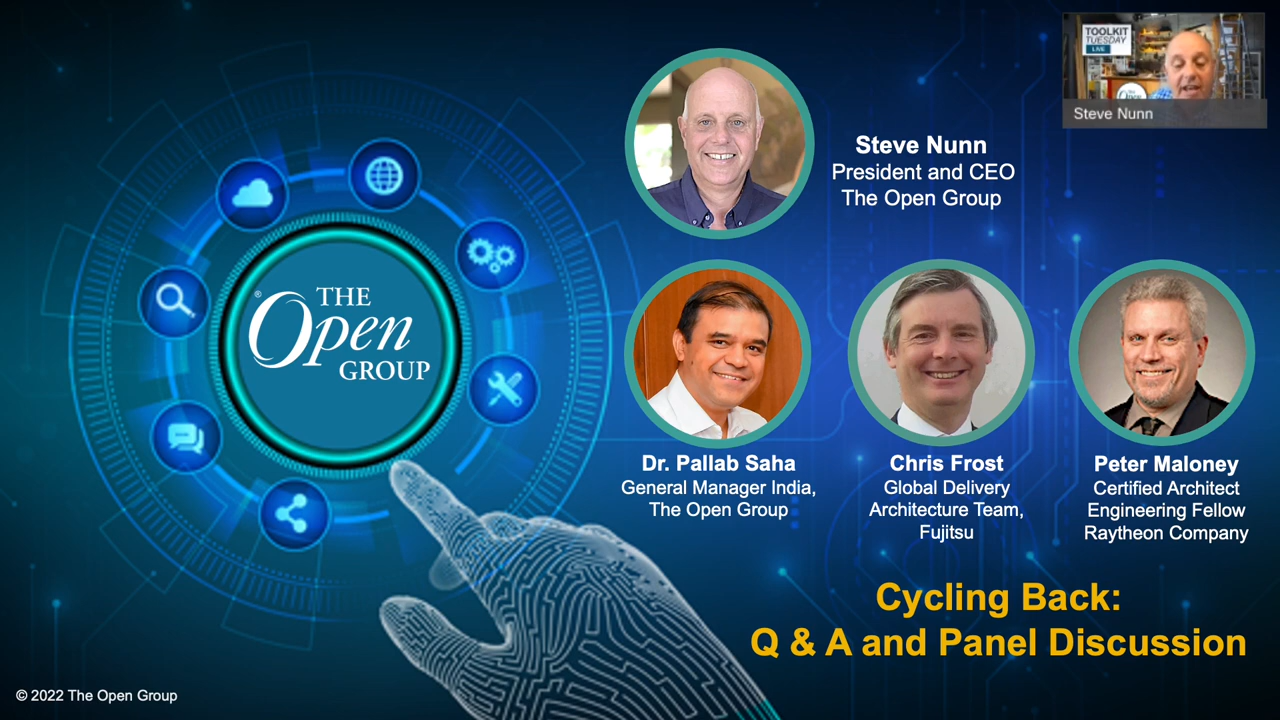 TOOLKIT
TUESDAY
LIVE
The
Open
Steve Nunn
Steve Nunn
President and CEO
The Open Group
® THE
Open
GROUP
Dr. Pallab Saha
General Manager India,
The Open Group
Chris Frost
Global Delivery
Architecture Team,
Fujitsu
Peter Maloney
Certified Architect
Engineering Fellow
Raytheon Company
Cycling Back:
Q & A and Panel Discussion
© 2022 The Open Group